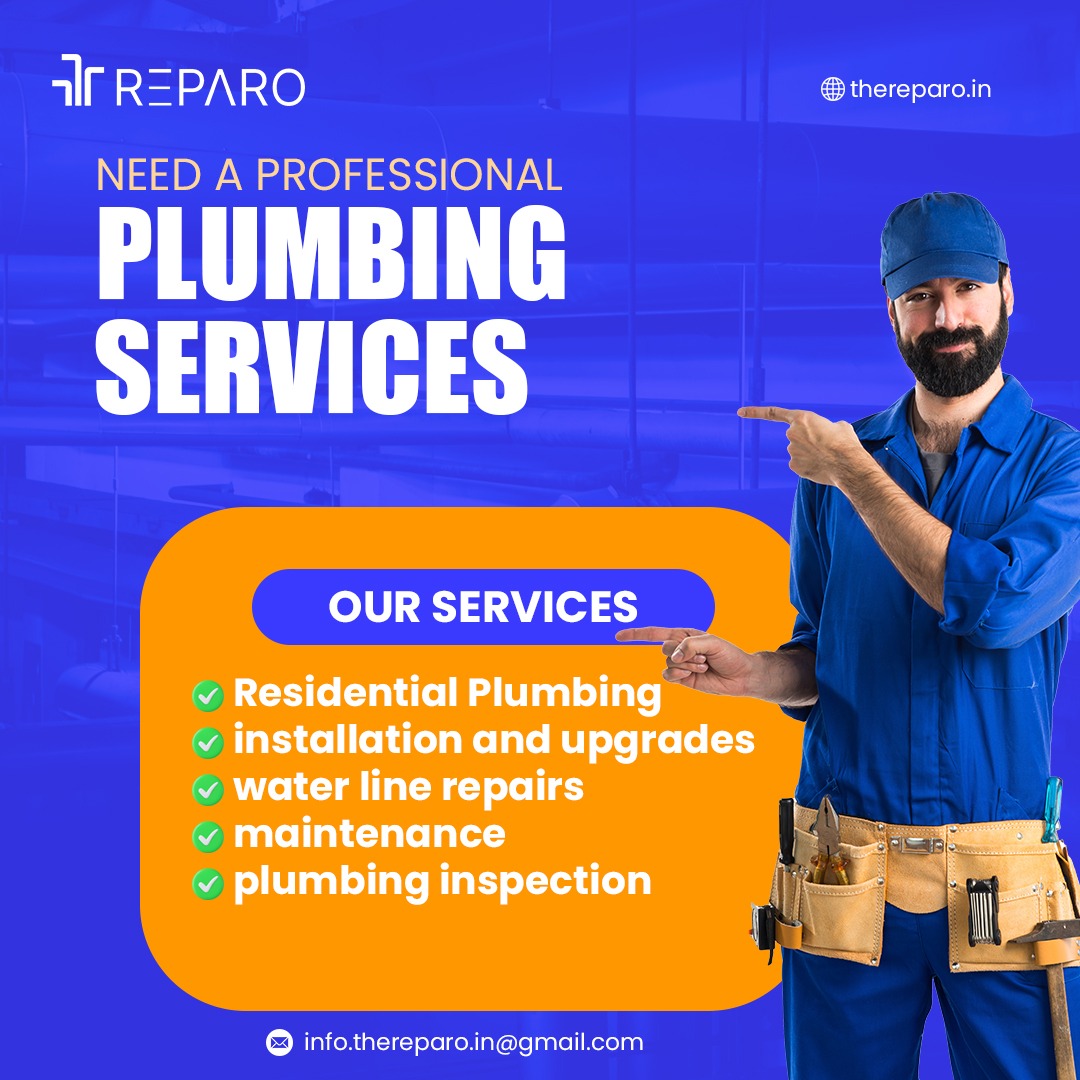 REPARO
thereparo.in
NEED A PROFESSIONAL
PLUMBING
SERVICES
OUR SERVICES
Residential Plumbing
installation and upgrades
water line repairs
maintenance
plumbing inspection
info.thereparo.in@gmail.com